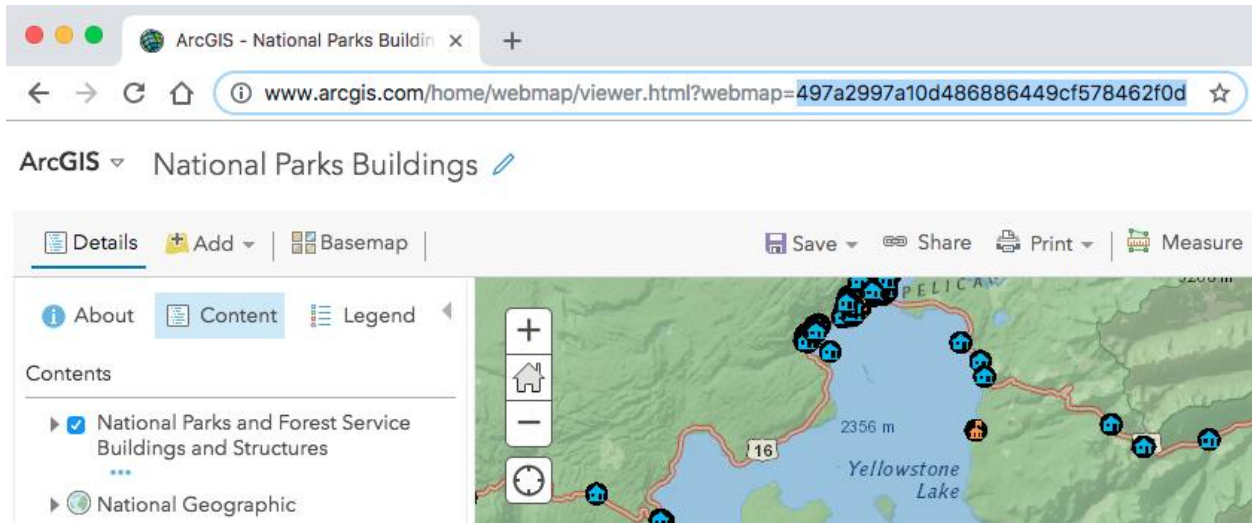 ArcGIS - National Parks Buildin
www.arcgis.com/home/webmap/viewer.html?webmap=497a2997a10d486886449cf578462f0d
ArcGIS National Parks Buildings
Details Add Basemap Save Share Print Measure
About Content Legend
Contents
National Parks and Forest Service
Buildings and Structures
National Geographic
PELICAN
2356 m
16
Yellowstone
Lake